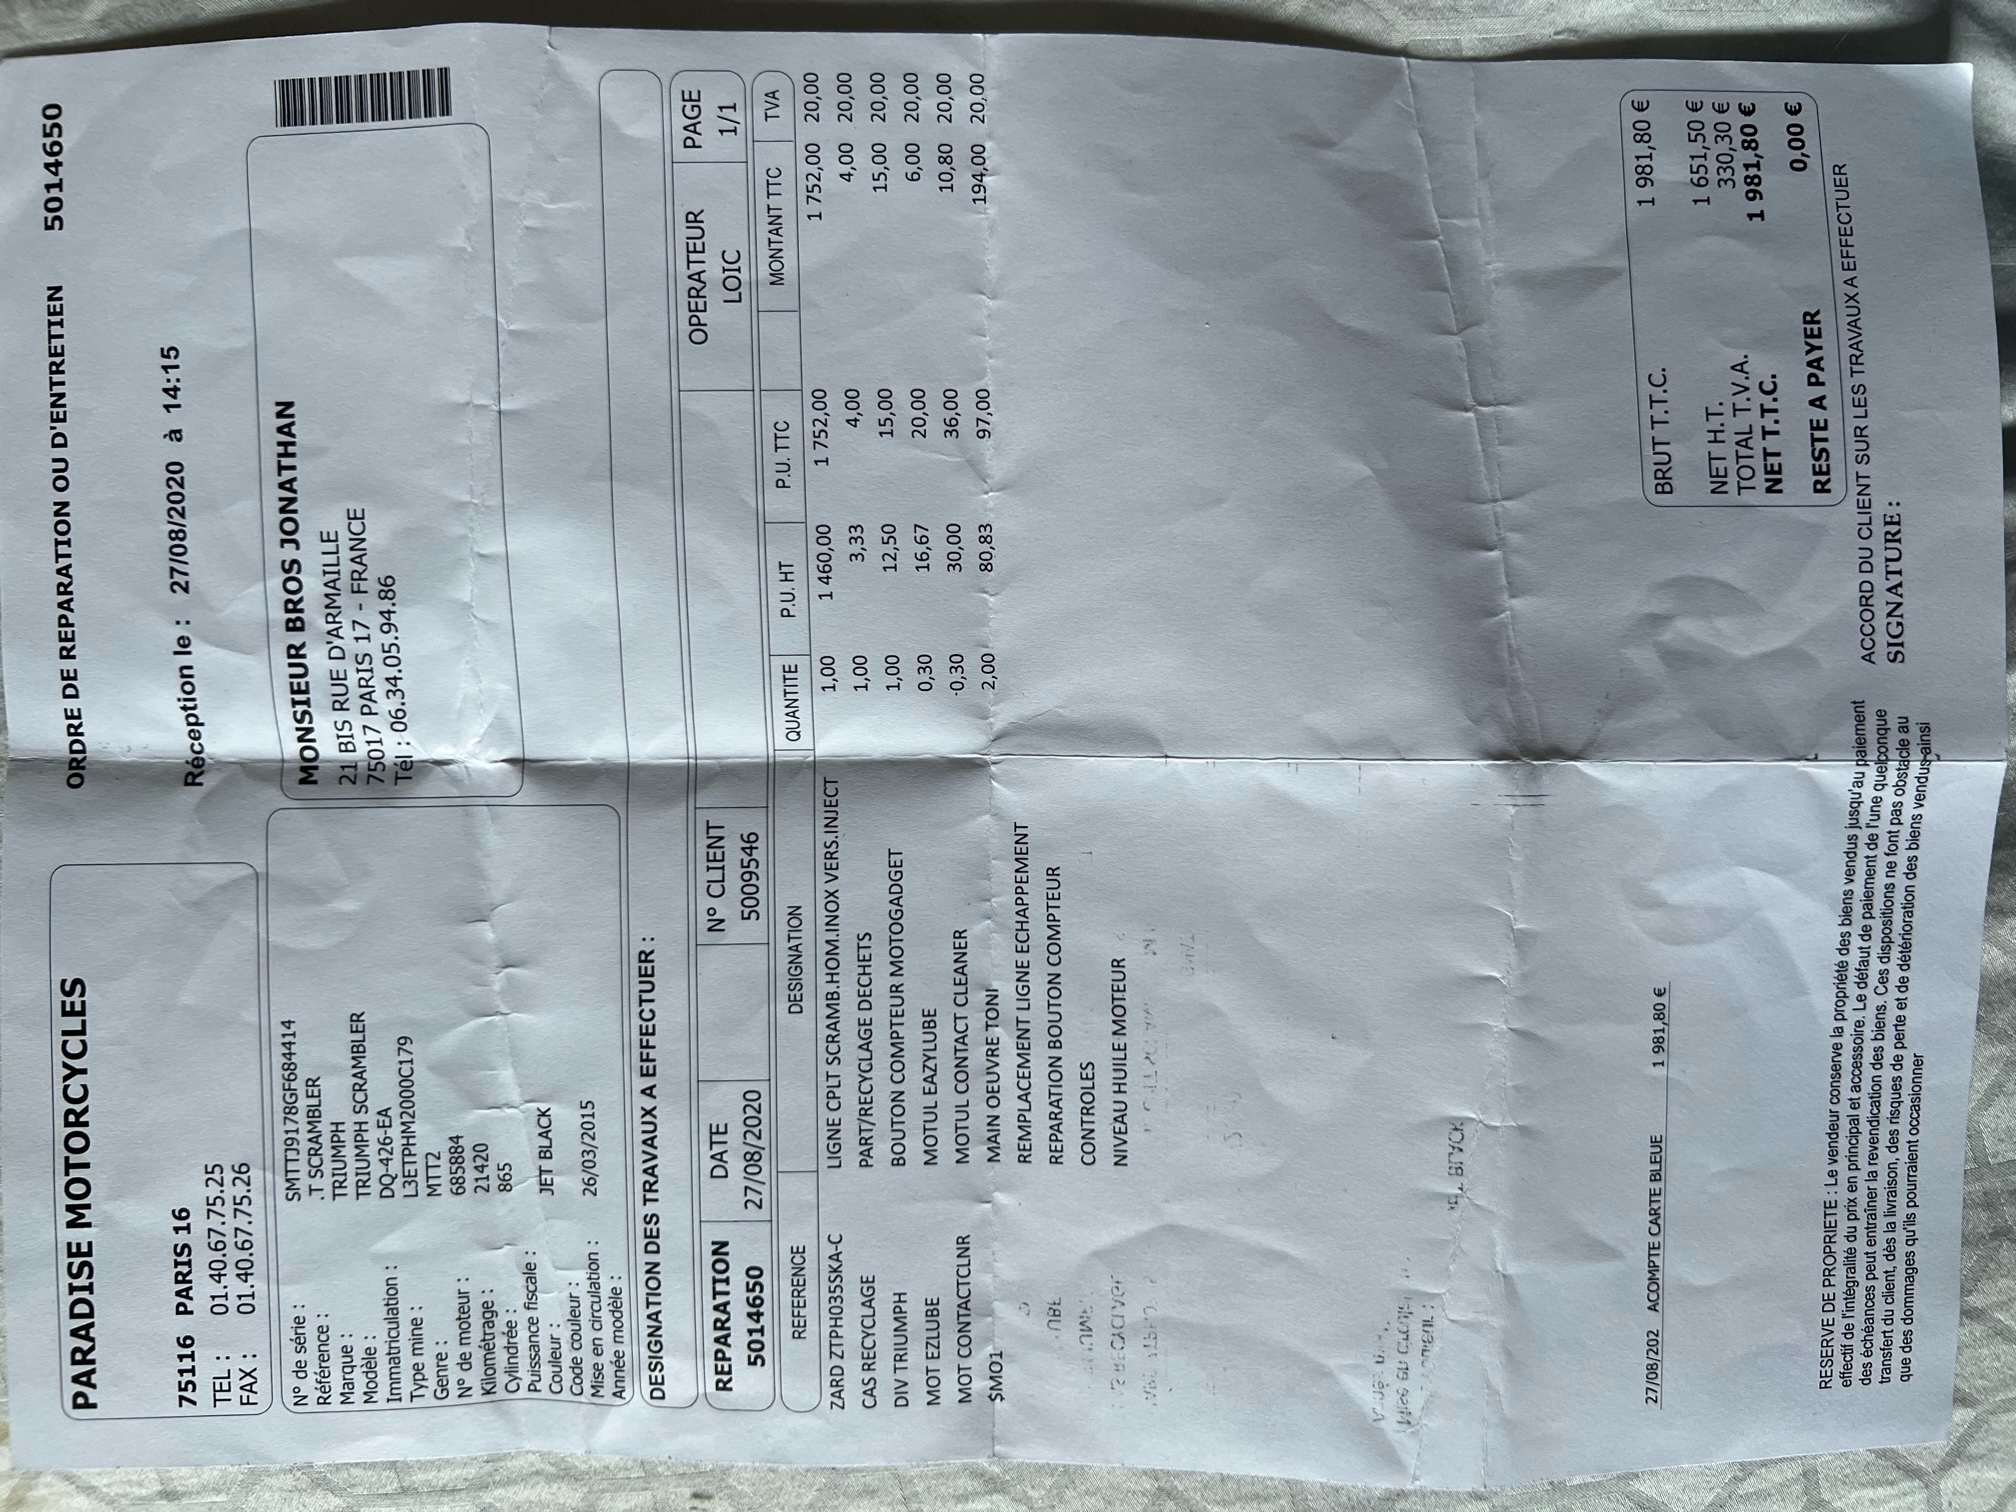 PARADISE MOTORCYCLES
75116 PARIS 16
TEL : 01.40.67.75.25
FAX : 01.40.67.75.26
ORDRE DE REPARATION OU D'ENTRETIEN 5014650
Réception le : 27/08/2020 à 14:15
N° de série : SMTTJ9178GF684414
Référence : .T SCRAMBLER
Marque : TRIUMPH
Modèle : TRIUMPH SCRAMBLER
Immatriculation : DQ-426-EA
Type mine : L3ETPHM2000C179
Genre : MTT2
N° de moteur : 685884
Kilométrage : 21420
Cylindrée : 865
Puissance fiscale :
Couleur : JET BLACK
Code couleur :
Mise en circulation : 26/03/2015
Année modèle :
MONSIEUR BROS JONATHAN
21 BIS RUE D'ARMAILLE
75017 PARIS 17 - FRANCE
Tél : 06.34.05.94.86
DESIGNATION DES TRAVAUX A EFFECTUER :
REPARATION DATE N° CLIENT OPERATEUR PAGE
5014650 27/08/2020 5009546 LOIC 1/1
REFERENCE DESIGNATION QUANTITE P.U. HT P.U. TTC MONTANT TTC TVA
ZARD ZTPH035SKA-C LIGNE CPLT SCRAMB.HOM.INOX VERS.INJECT 1,00 1 460,00 1 752,00 1 752,00 20,00
CAS RECYCLAGE PART/RECYCLAGE DECHETS 1,00 3,33 4,00 4,00 20,00
DIV TRIUMPH BOUTON COMPTEUR MOTOGADGET 1,00 12,50 15,00 15,00 20,00
MOT EZLUBE MOTUL EAZYLUBE 0,30 16,67 20,00 6,00 20,00
MOT CONTACTCLNR MOTUL CONTACT CLEANER 0,30 30,00 36,00 10,80 20,00
$MO1 MAIN OEUVRE TONI 2,00 80,83 97,00 194,00 20,00
REMPLACEMENT LIGNE ECHAPPEMENT
REPARATION BOUTON COMPTEUR
CONTROLES
NIVEAU HUILE MOTEUR
27/08/202 ACOMPTE CARTE BLEUE 1 981,80 €
BRUT T.T.C. 1 981,80 €
NET H.T. 1 651,50 €
TOTAL T.V.A. 330,30 €
NET T.T.C. 1 981,80 €
RESTE A PAYER 0,00 €
RESERVE DE PROPRIETE : Le vendeur conserve la propriété des biens vendus jusqu'au paiement
effectif de l'intégralité du prix en principal et accessoire. Le défaut de paiement de l'une quelconque
des échéances peut entraîner la revendication des biens. Ces dispositions ne font pas obstacle au
transfert du client, dès la livraison, des risques de perte et de détérioration des biens vendus ainsi
que des dommages qu'ils pourraient occasionner
ACCORD DU CLIENT SUR LES TRAVAUX A EFFECTUER
SIGNATURE :